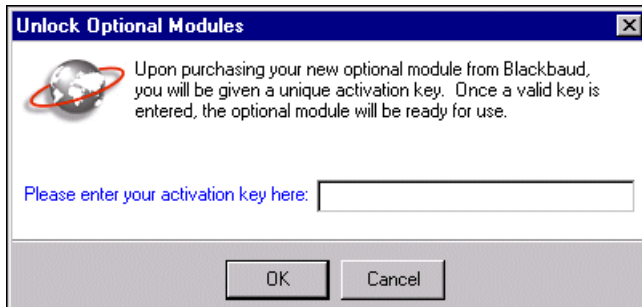 Unlock Optional Modules
Upon purchasing your new optional module from Blackbaud,
you will be given a unique activation key. Once a valid key is
entered, the optional module will be ready for use.
Please enter your activation key here:
OK
Cancel